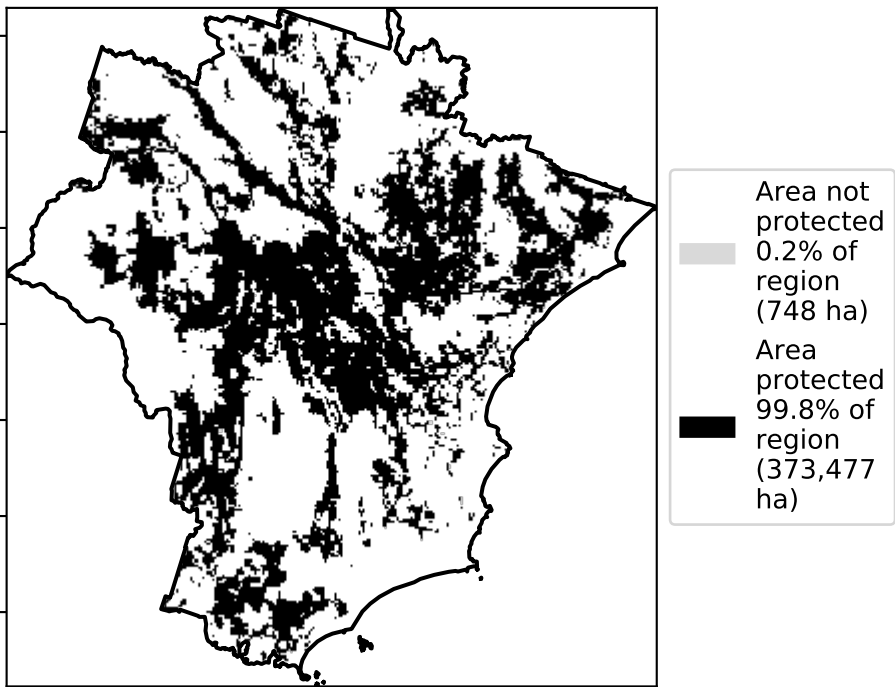 Area not
protected
0.2% of
region
(748 ha)
Area
protected
99.8% of
region
(373,477
ha)